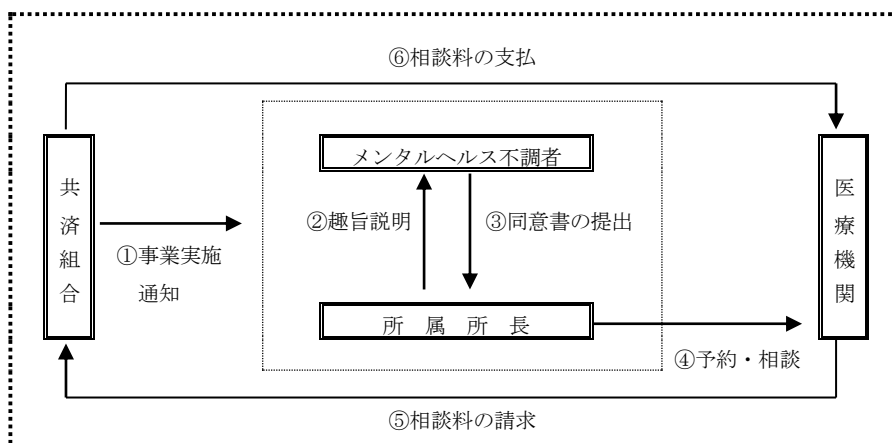 ⑥相談料の支払
メンタルヘルス不調者
共済組合
医療機関
②趣旨説明
③同意書の提出
①事業実施
通知
所属所長
④予約・相談
⑤相談料の請求